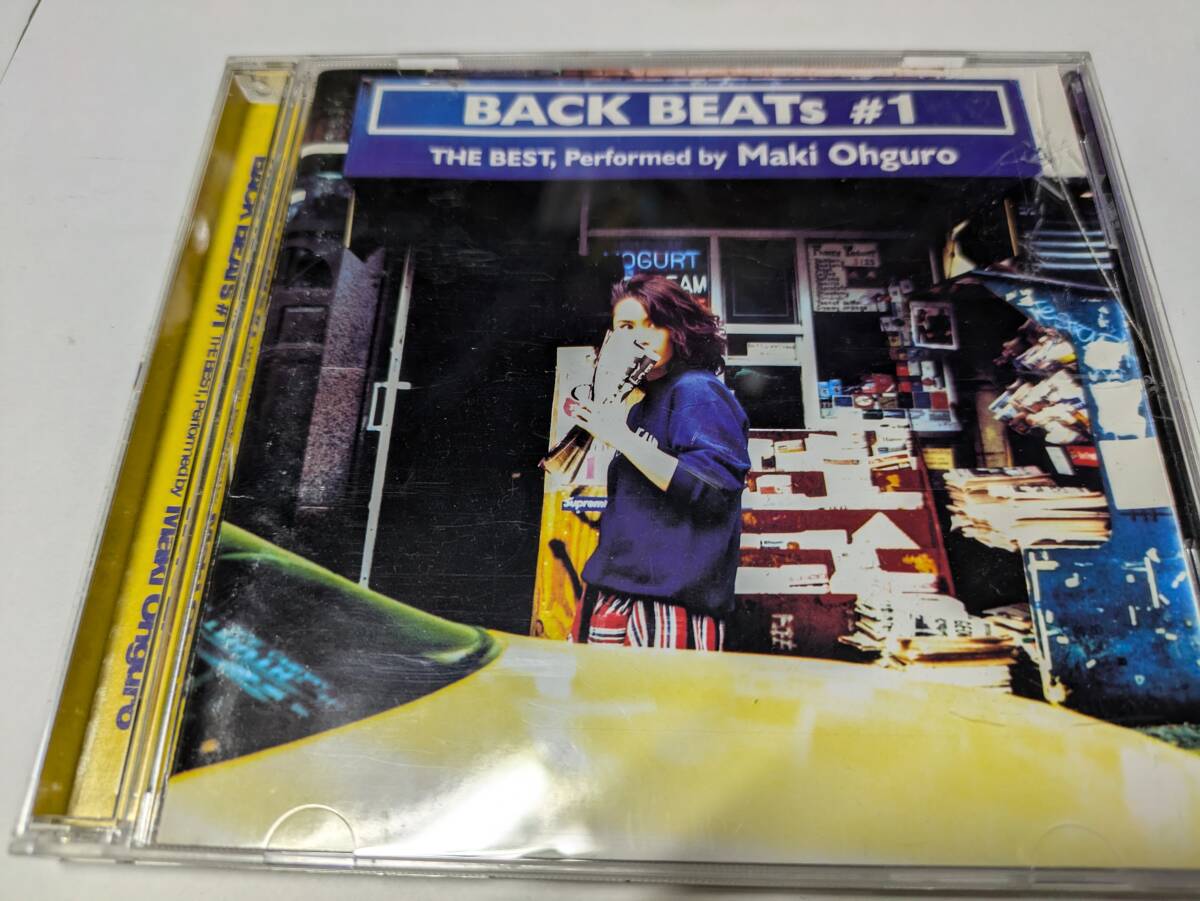 BACK BEATs #1
THE BEST, Performed by Maki Ohguro
BACK BEATs #1 THE BEST, Performed by Maki Ohguro
OGURT
EAM
Supreme